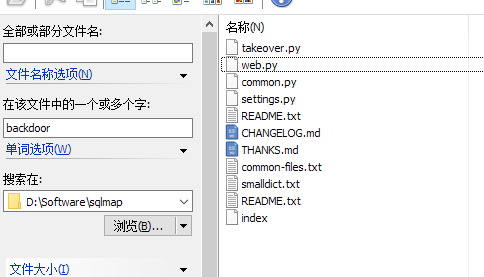 全部或部分文件名:
文件名称选项(N)
在该文件中的一个或多个字:
backdoor
单词选项(W)
搜索在:
D:\Software\sqlmap
浏览(B)...
文件大小(I)
名称(N)
takeover.py
web.py
common.py
settings.py
README.txt
CHANGELOG.md
THANKS.md
common-files.txt
smalldict.txt
README.txt
index